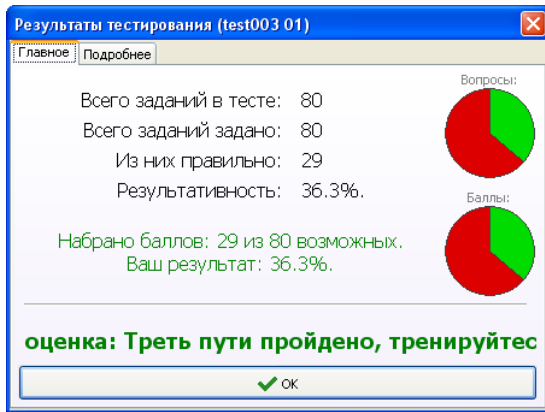 Результаты тестирования (test003 01)
Главное Подробнее
Вопросы:
Всего заданий в тесте: 80
Всего заданий задано: 80
Из них правильно: 29
Результативность: 36.3%.
Баллы:
Набрано баллов: 29 из 80 возможных.
Ваш результат: 36.3%.
оценка: Треть пути пройдено, тренируйтес
ОК